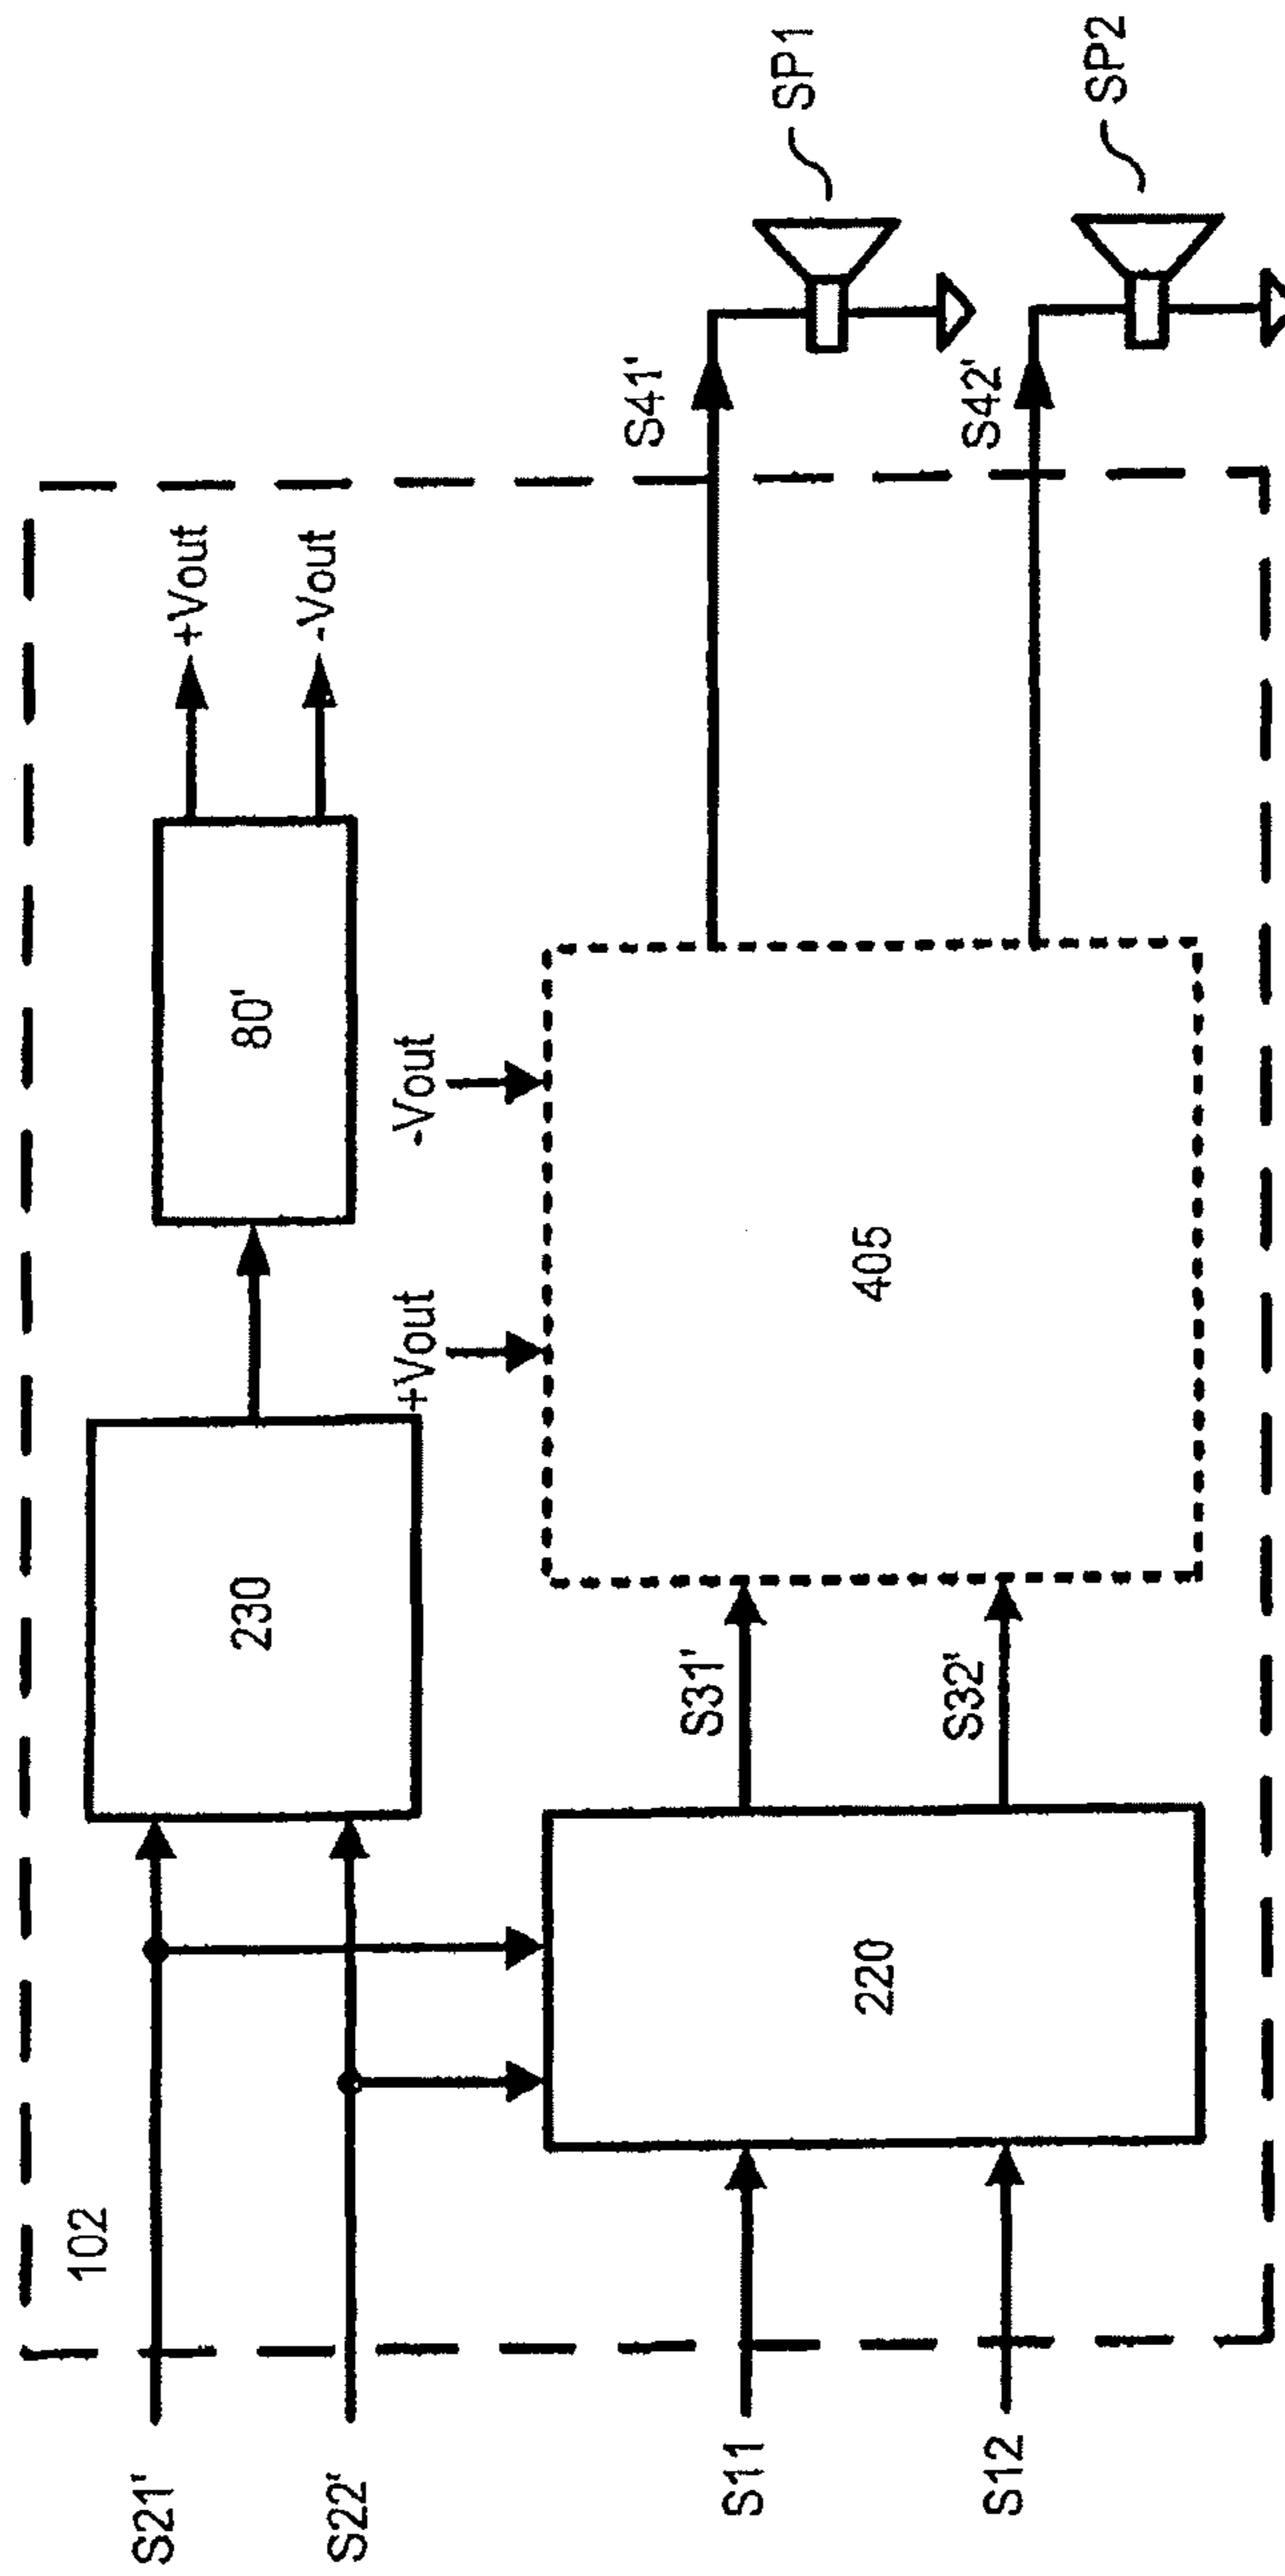 102
S21'
S22'
230
80'
+Vout
-Vout
+Vout
-Vout
S11
S12
220
S31'
S32'
405
S41'
S42'
SP1
SP2